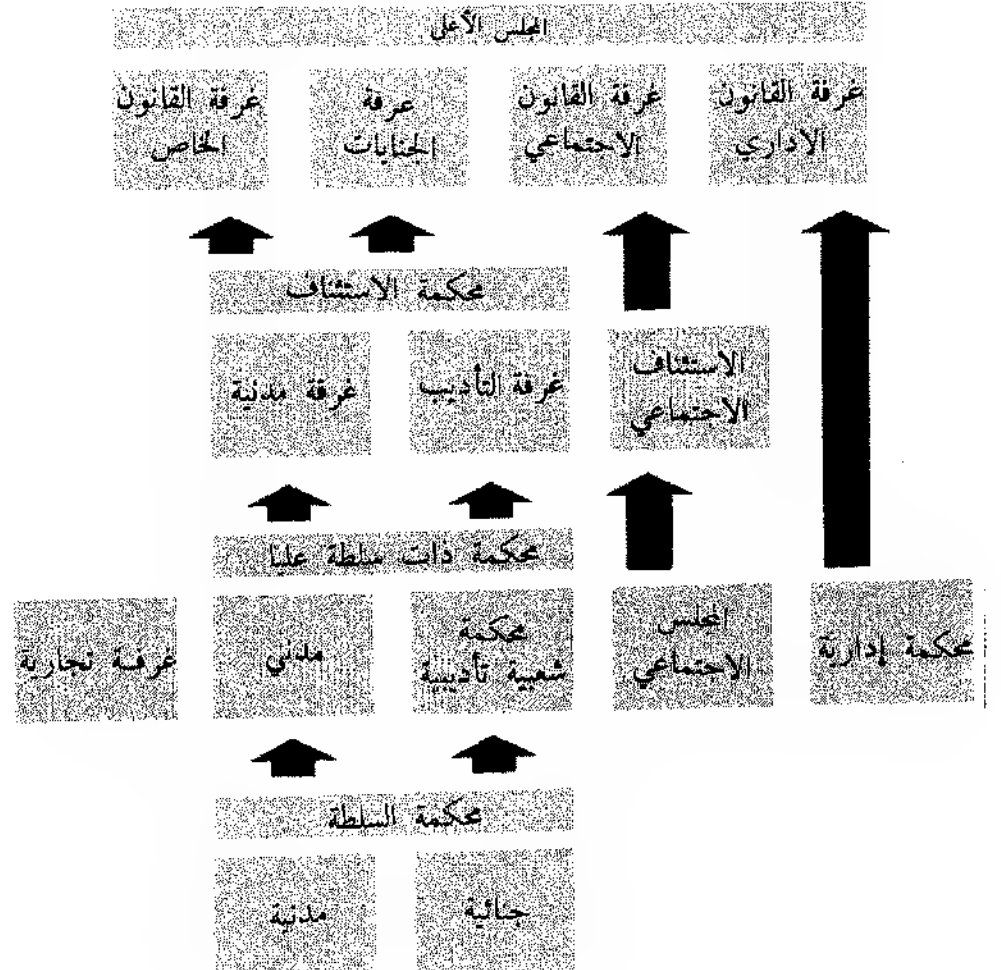 المجلس الأعلى
غرفة القانون الاداري
غرفة القانون الاجتماعي
غرفة الجنايات
غرفة القانون الخاص
محكمة الاستئناف
الاستئناف الاجتماعي
غرفة التأديب
غرفة مدنية
محكمة ذات سلطة عليا
محكمة إدارية
المجلس الاجتماعي
محكمة شعبية تأديبية
مدني
غرفة تجارية
محكمة السلطة
جنائية
مدنية